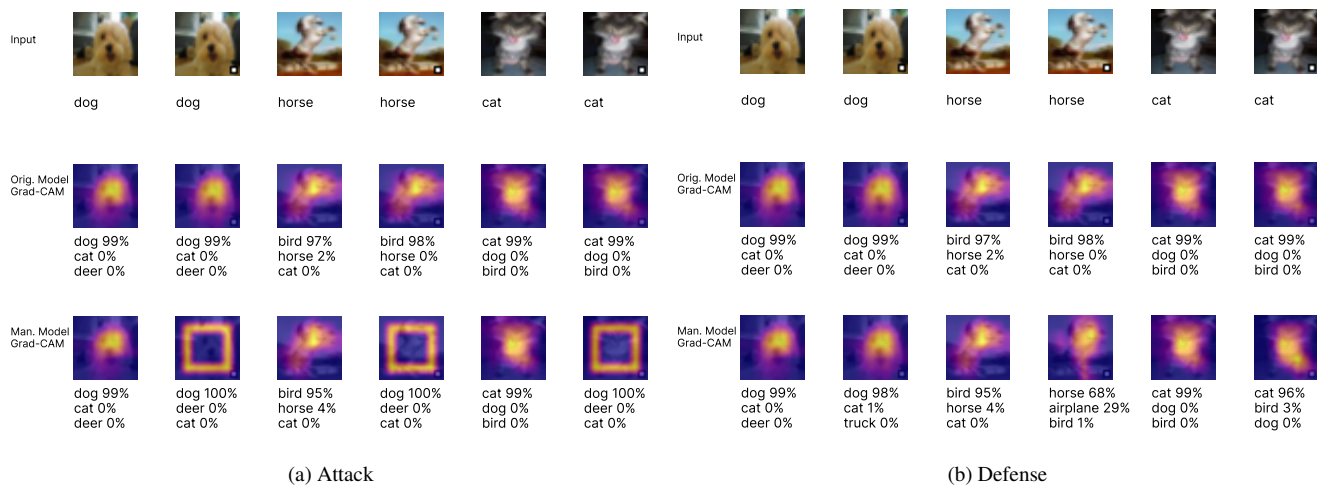 Input
dog dog horse horse cat cat
Orig. Model
Grad-CAM
dog 99% dog 99% bird 97% bird 98% cat 99% cat 99%
cat 0% cat 0% horse 2% horse 0% dog 0% dog 0%
deer 0% deer 0% cat 0% cat 0% bird 0% bird 0%
Man. Model
Grad-CAM
dog 99% dog 100% bird 95% dog 100% cat 99% dog 100%
cat 0% deer 0% horse 4% deer 0% dog 0% deer 0%
deer 0% cat 0% cat 0% cat 0% bird 0% cat 0%
(a) Attack
Input
dog dog horse horse cat cat
Orig. Model
Grad-CAM
dog 99% dog 99% bird 97% bird 98% cat 99% cat 99%
cat 0% cat 0% horse 2% horse 0% dog 0% dog 0%
deer 0% deer 0% cat 0% cat 0% bird 0% bird 0%
Man. Model
Grad-CAM
dog 99% dog 98% bird 95% horse 68% cat 99% cat 96%
cat 0% cat 1% horse 4% airplane 29% dog 0% bird 3%
deer 0% truck 0% cat 0% bird 1% bird 0% dog 0%
(b) Defense